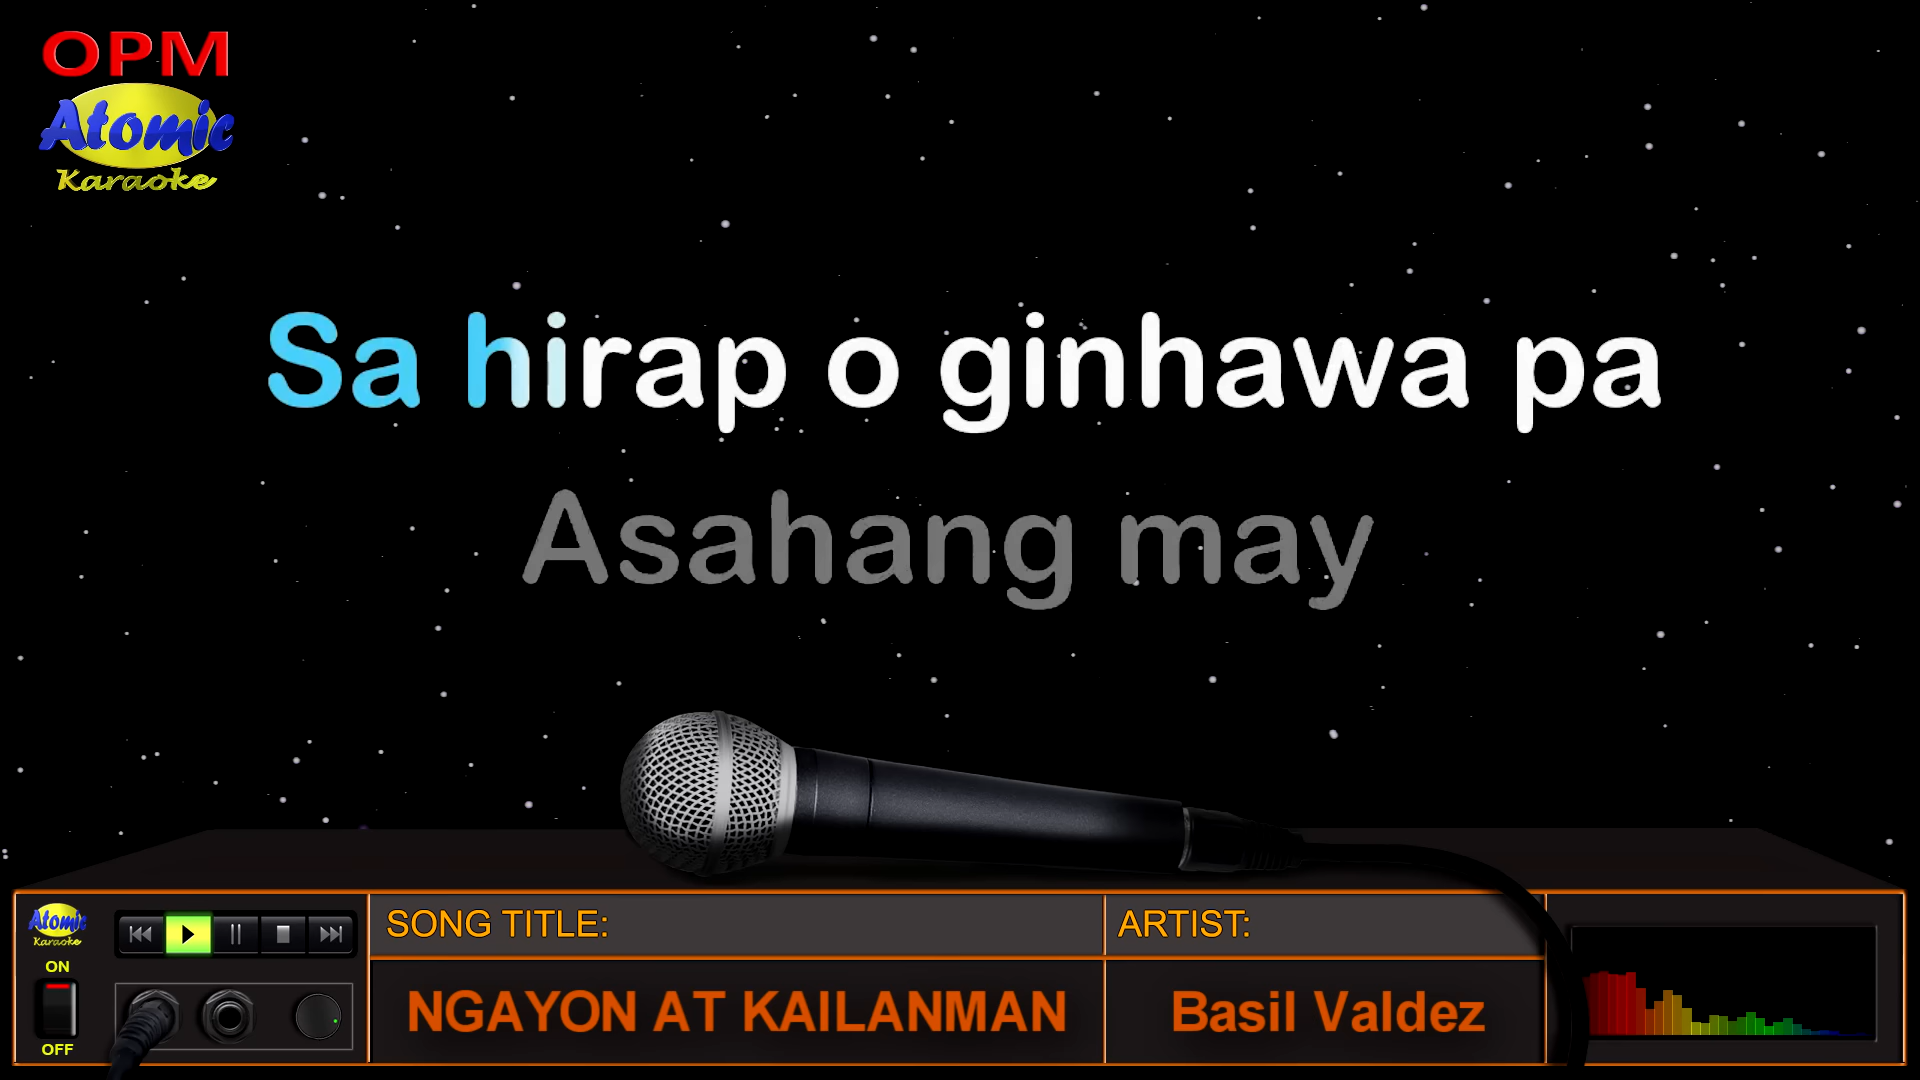 OPM
Atomic
Karaoke
Sa hirap o ginhawa pa
Asahang may
Atomic
Karaoke
ON
OFF
SONG TITLE:
ARTIST:
NGAYON AT KAILANMAN
Basil Valdez